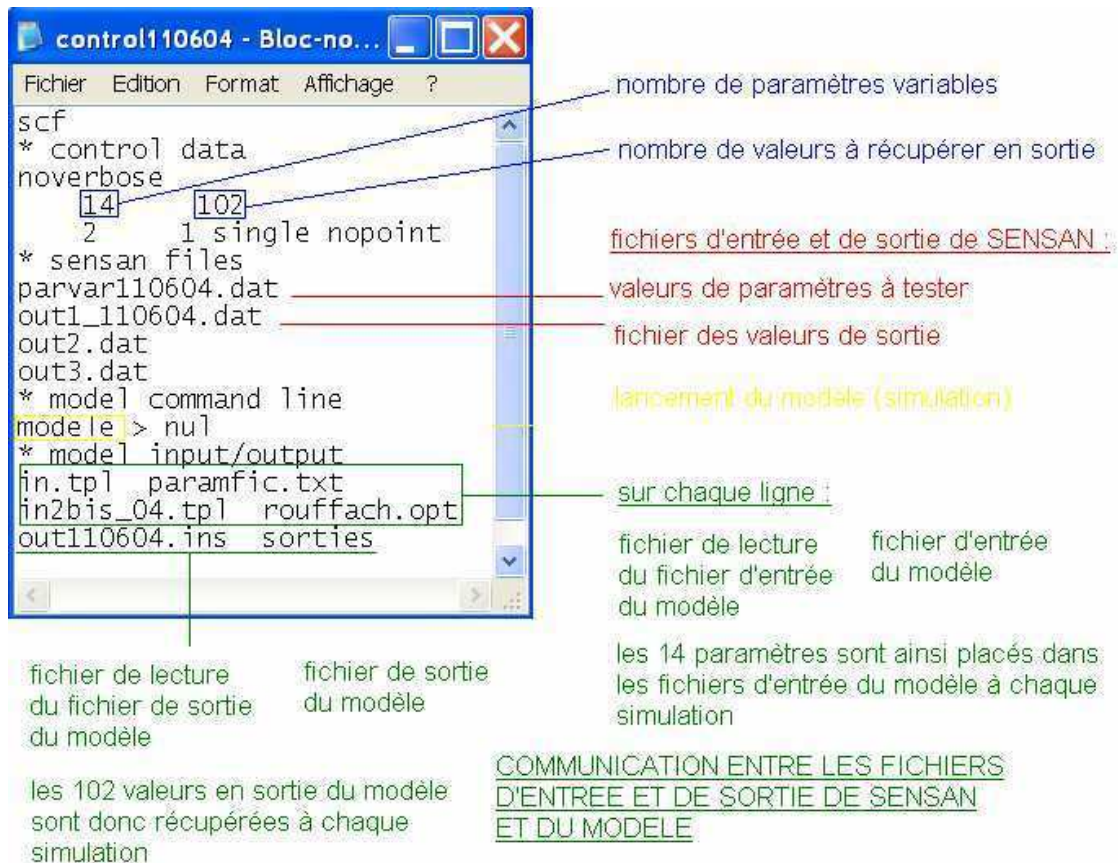 control110604 - Bloc-no...
Fichier Edition Format Affichage ?
scf
* control data
noverbose
14 102
2 1 single nopoint
* sensan files
parvar110604.dat
out1_110604.dat
out2.dat
out3.dat
* model command line
modele > nul
* model input/output
in.tpl paramfic.txt
in2bis_04.tpl rouffach.opt
out110604.ins sorties
nombre de paramètres variables
nombre de valeurs à récupérer en sortie
fichiers d'entrée et de sortie de SENSAN :
valeurs de paramètres à tester
fichier des valeurs de sortie
lancement du modèle (simulation)
sur chaque ligne :
fichier de lecture
du fichier d'entrée
du modèle
fichier d'entrée
du modèle
les 14 paramètres sont ainsi placés dans
les fichiers d'entrée du modèle à chaque
simulation
fichier de lecture
du fichier de sortie
du modèle
fichier de sortie
du modèle
les 102 valeurs en sortie du modèle
sont donc récupérées à chaque
simulation
COMMUNICATION ENTRE LES FICHIERS
D'ENTREE ET DE SORTIE DE SENSAN
ET DU MODELE